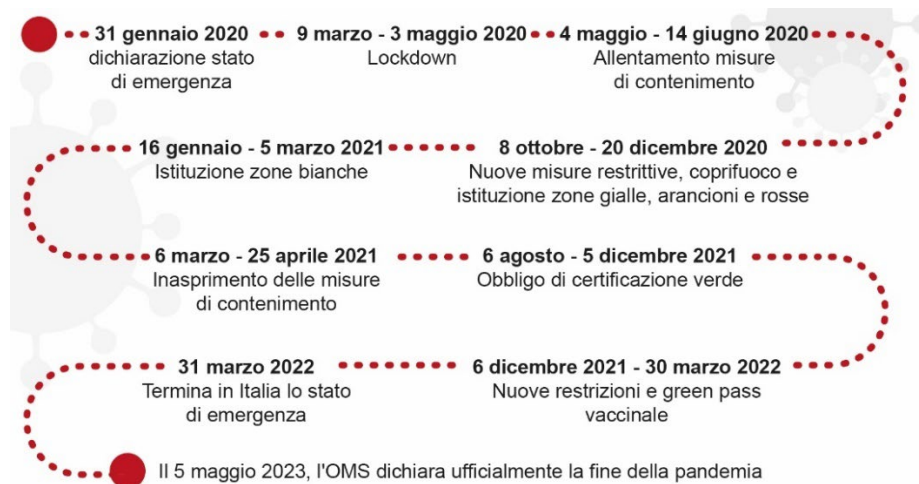 31 gennaio 2020
dichiarazione stato
di emergenza
9 marzo - 3 maggio 2020
Lockdown
4 maggio - 14 giugno 2020
Allentamento misure
di contenimento
8 ottobre - 20 dicembre 2020
Nuove misure restrittive, coprifuoco e
istituzione zone gialle, arancioni e rosse
16 gennaio - 5 marzo 2021
Istituzione zone bianche
6 marzo - 25 aprile 2021
Inasprimento delle misure
di contenimento
6 agosto - 5 dicembre 2021
Obbligo di certificazione verde
6 dicembre 2021 - 30 marzo 2022
Nuove restrizioni e green pass
vaccinale
31 marzo 2022
Termina in Italia lo stato
di emergenza
Il 5 maggio 2023, l'OMS dichiara ufficialmente la fine della pandemia